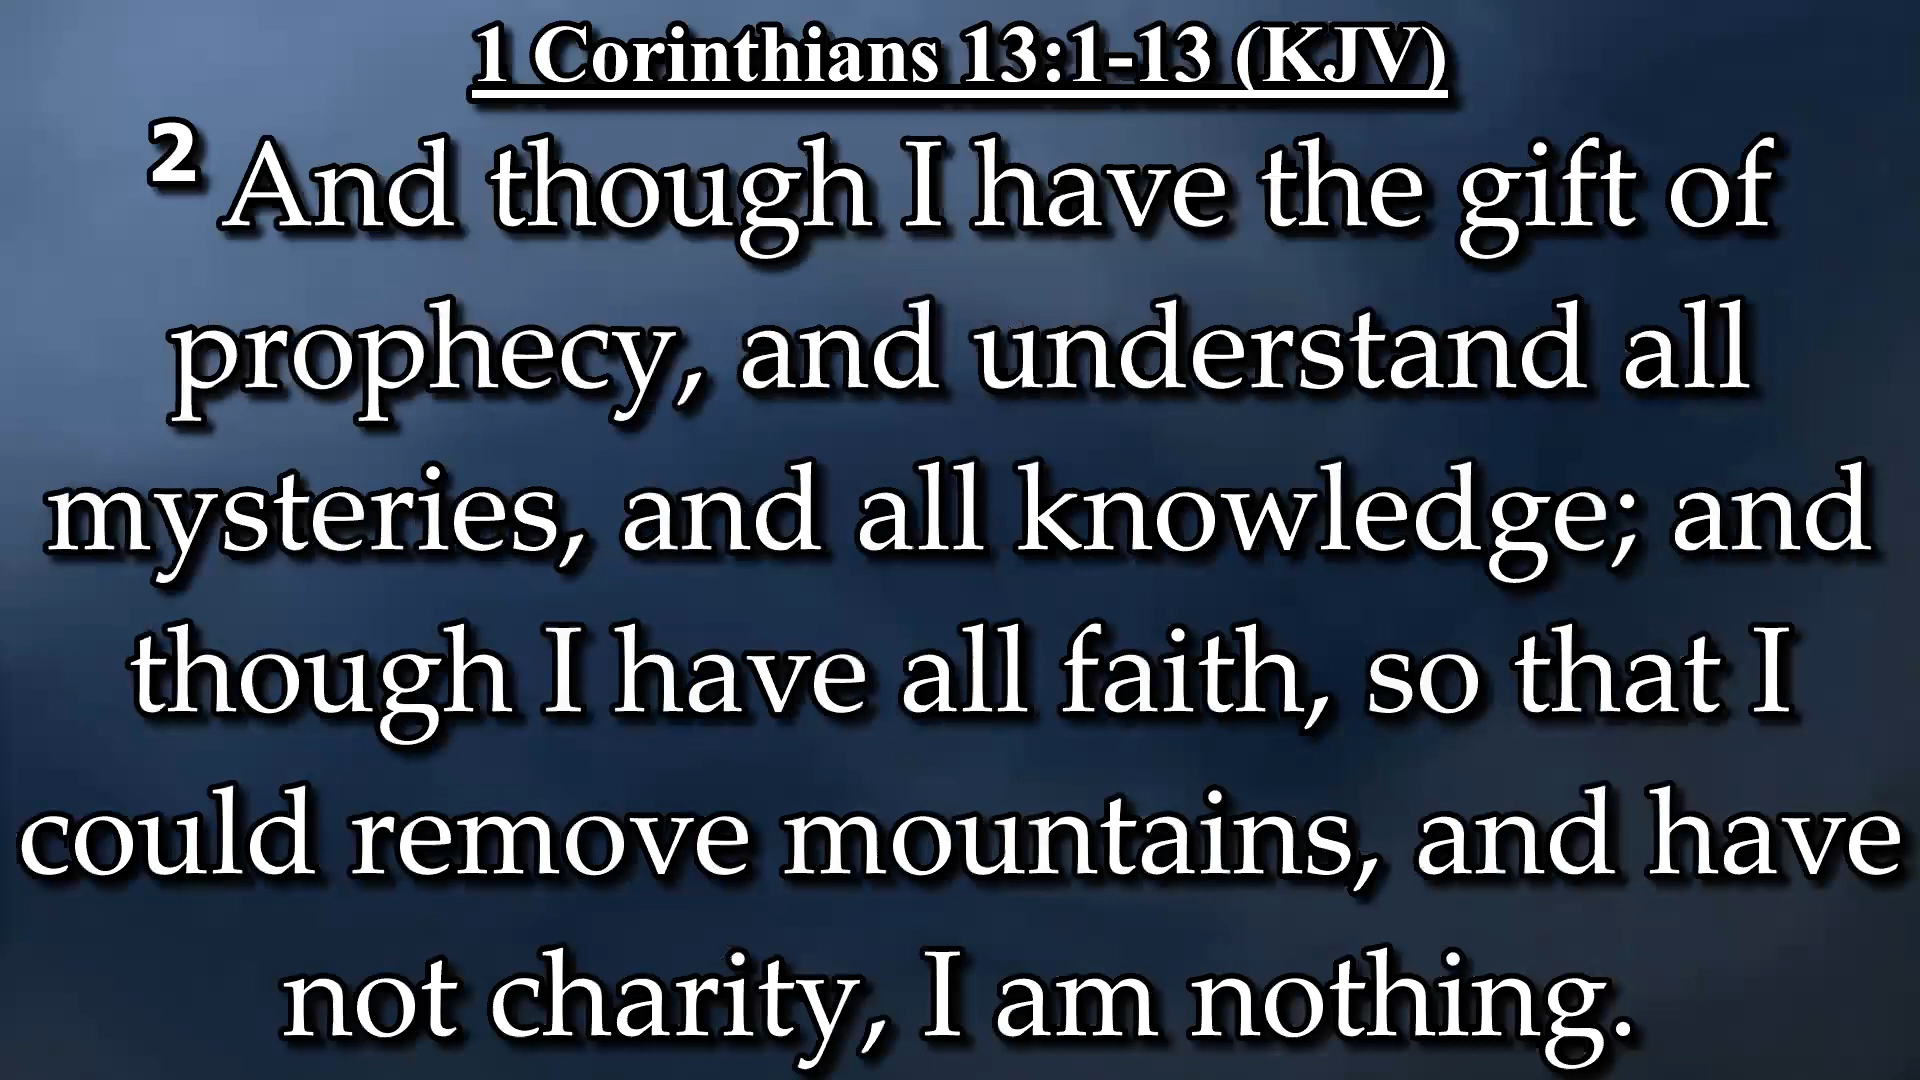 1 Corinthians 13:1-13 (KJV)
2 And though I have the gift of
prophecy, and understand all
mysteries, and all knowledge; and
though I have all faith, so that I
could remove mountains, and have
not charity, I am nothing.